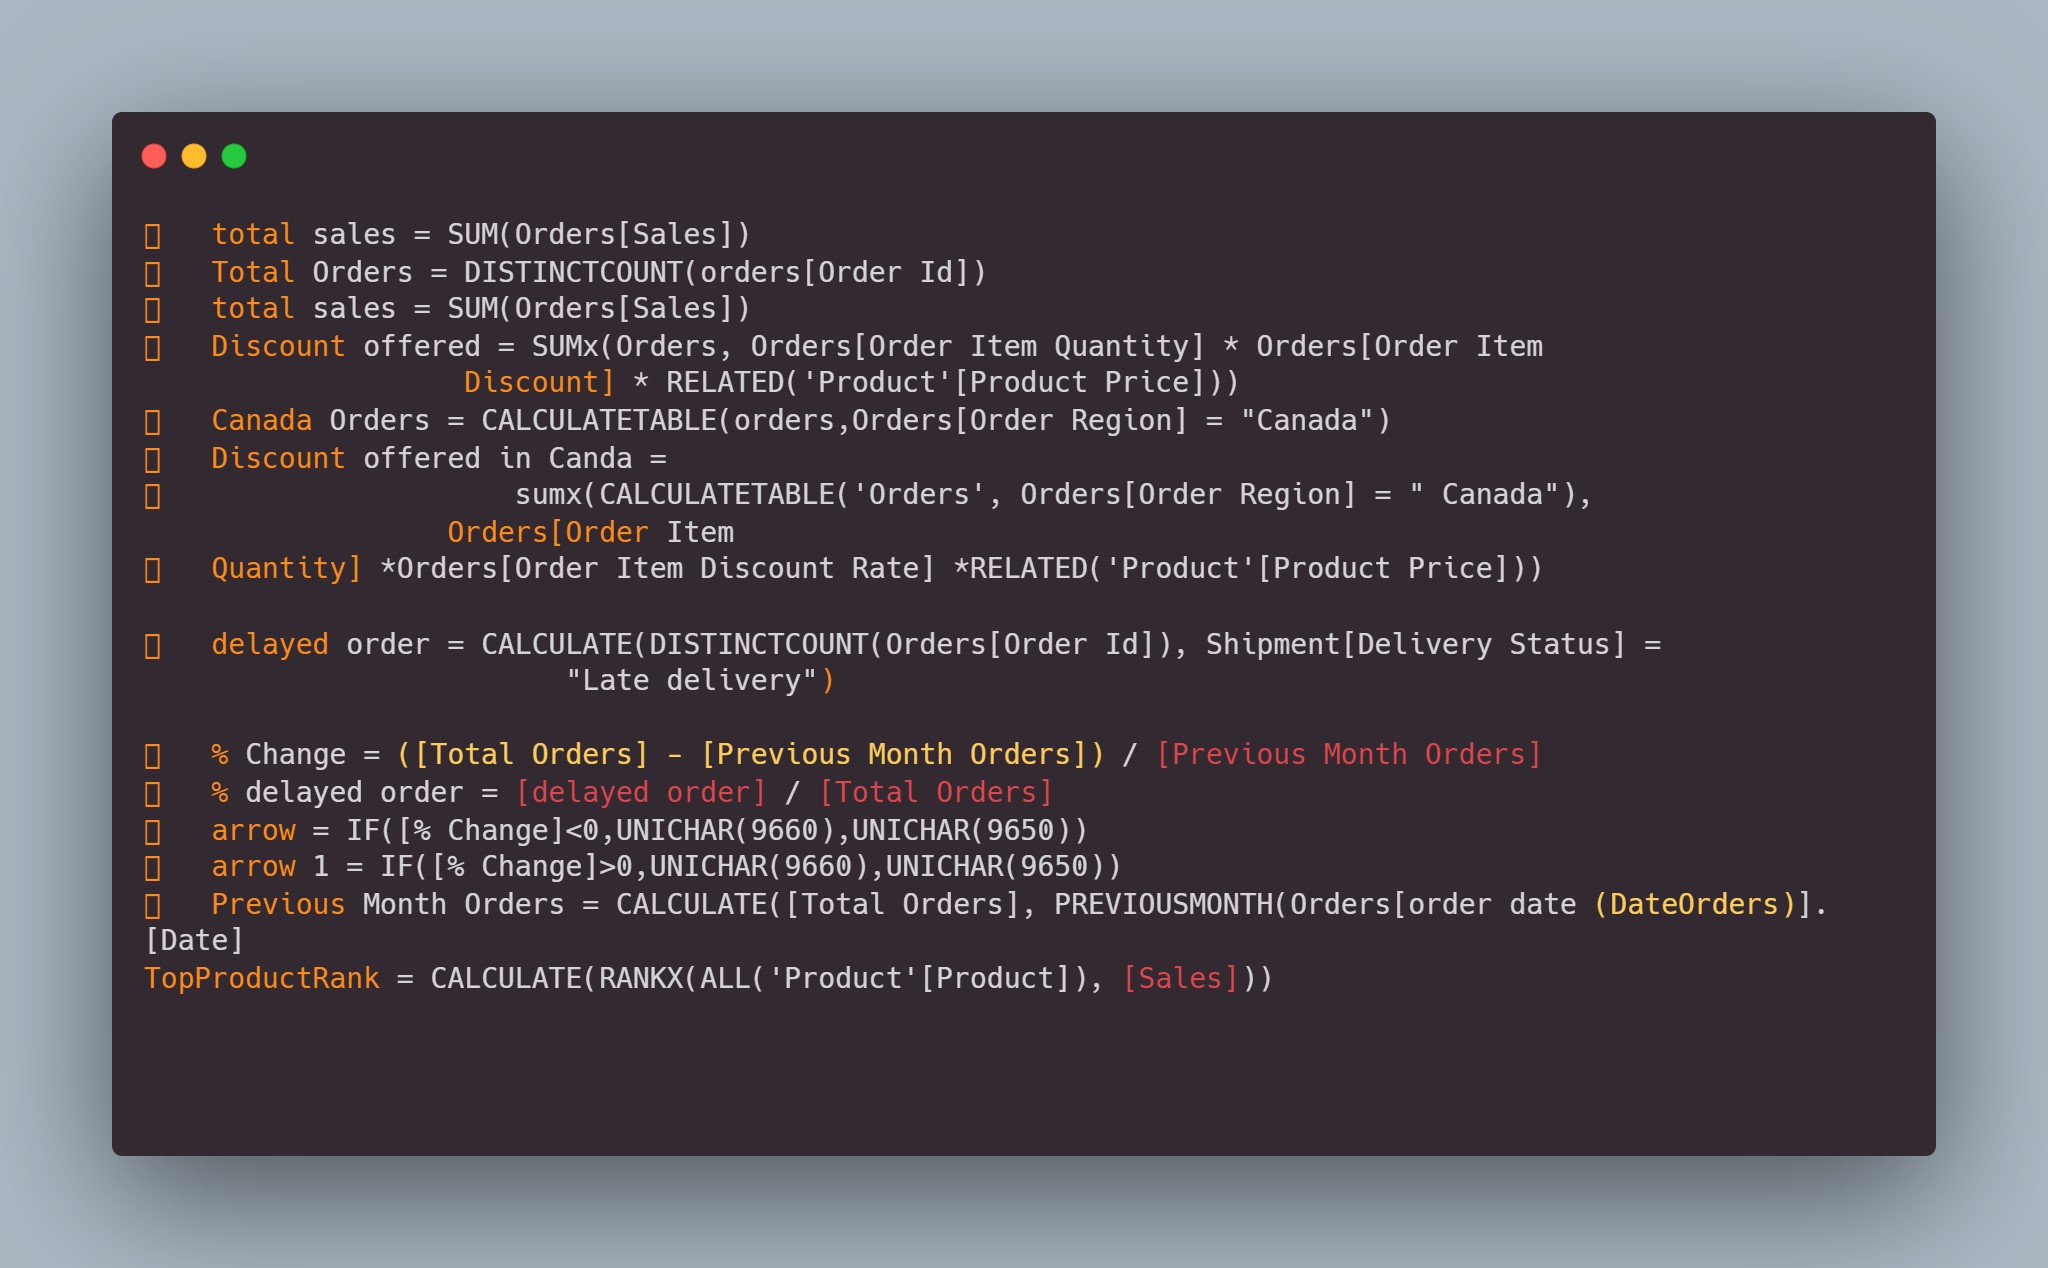 ▯   total sales = SUM(Orders[Sales])
▯   Total Orders = DISTINCTCOUNT(orders[Order Id])
▯   total sales = SUM(Orders[Sales])
▯   Discount offered = SUMx(Orders, Orders[Order Item Quantity] * Orders[Order Item
                   Discount] * RELATED('Product'[Product Price]))
▯   Canada Orders = CALCULATETABLE(orders,Orders[Order Region] = "Canada")
▯   Discount offered in Canda =
▯                     sumx(CALCULATETABLE('Orders', Orders[Order Region] = " Canada"),
                  Orders[Order Item
▯   Quantity] *Orders[Order Item Discount Rate] *RELATED('Product'[Product Price]))
▯   delayed order = CALCULATE(DISTINCTCOUNT(Orders[Order Id]), Shipment[Delivery Status] =
                         "Late delivery")
▯   % Change = ([Total Orders] - [Previous Month Orders]) / [Previous Month Orders]
▯   % delayed order = [delayed order] / [Total Orders]
▯   arrow = IF([% Change]<0,UNICHAR(9660),UNICHAR(9650))
▯   arrow 1 = IF([% Change]>0,UNICHAR(9660),UNICHAR(9650))
▯   Previous Month Orders = CALCULATE([Total Orders], PREVIOUSMONTH(Orders[order date (DateOrders)].
[Date]
TopProductRank = CALCULATE(RANKX(ALL('Product'[Product]), [Sales]))